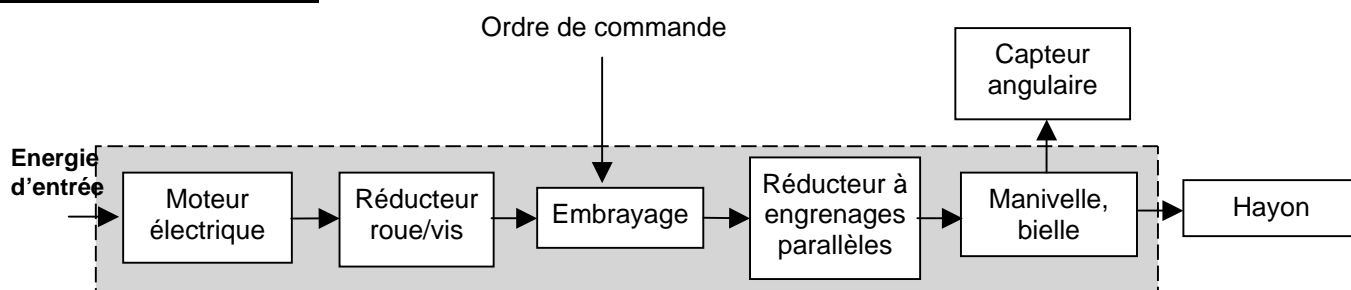 Ordre de commande
Capteur
angulaire
Energie
d'entrée
Moteur
électrique
Réducteur
roue/vis
Embrayage
Réducteur à
engrenages
parallèles
Manivelle,
bielle
Hayon